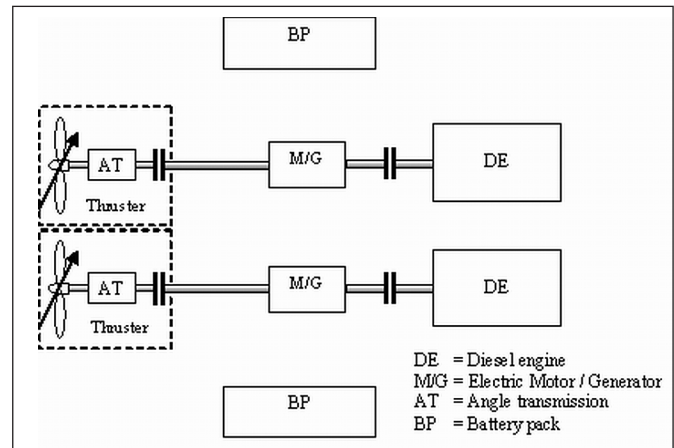 BP
AT
M/G
DE
Thruster
AT
M/G
DE
Thruster
DE = Diesel engine
M/G = Electric Motor / Generator
AT = Angle transmission
BP = Battery pack
BP